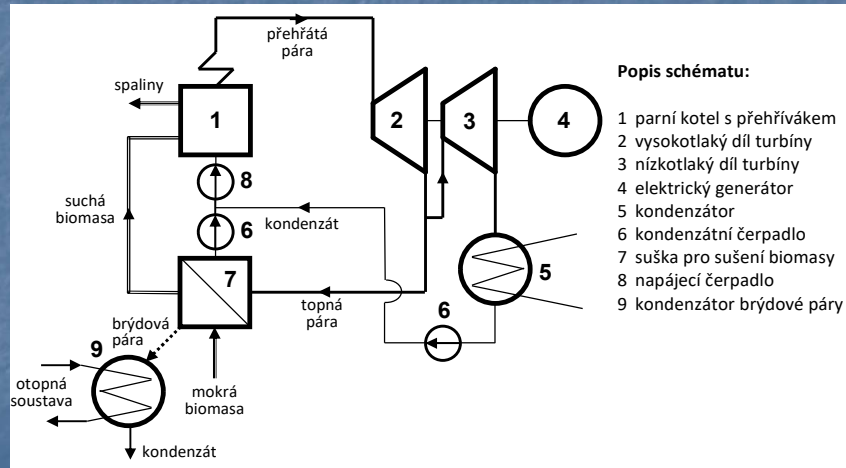 přehřátá
pára
spaliny
1
2
3
4
8
suchá
biomasa
kondenzát
6
7
5
topná
pára
6
brýdová
pára
9
otopná
soustava
mokrá
biomasa
kondenzát
Popis schématu:
1 parní kotel s přehřívákem
2 vysokotlaký díl turbíny
3 nízkotlaký díl turbíny
4 elektrický generátor
5 kondenzátor
6 kondenzátní čerpadlo
7 suška pro sušení biomasy
8 napájecí čerpadlo
9 kondenzátor brýdové páry